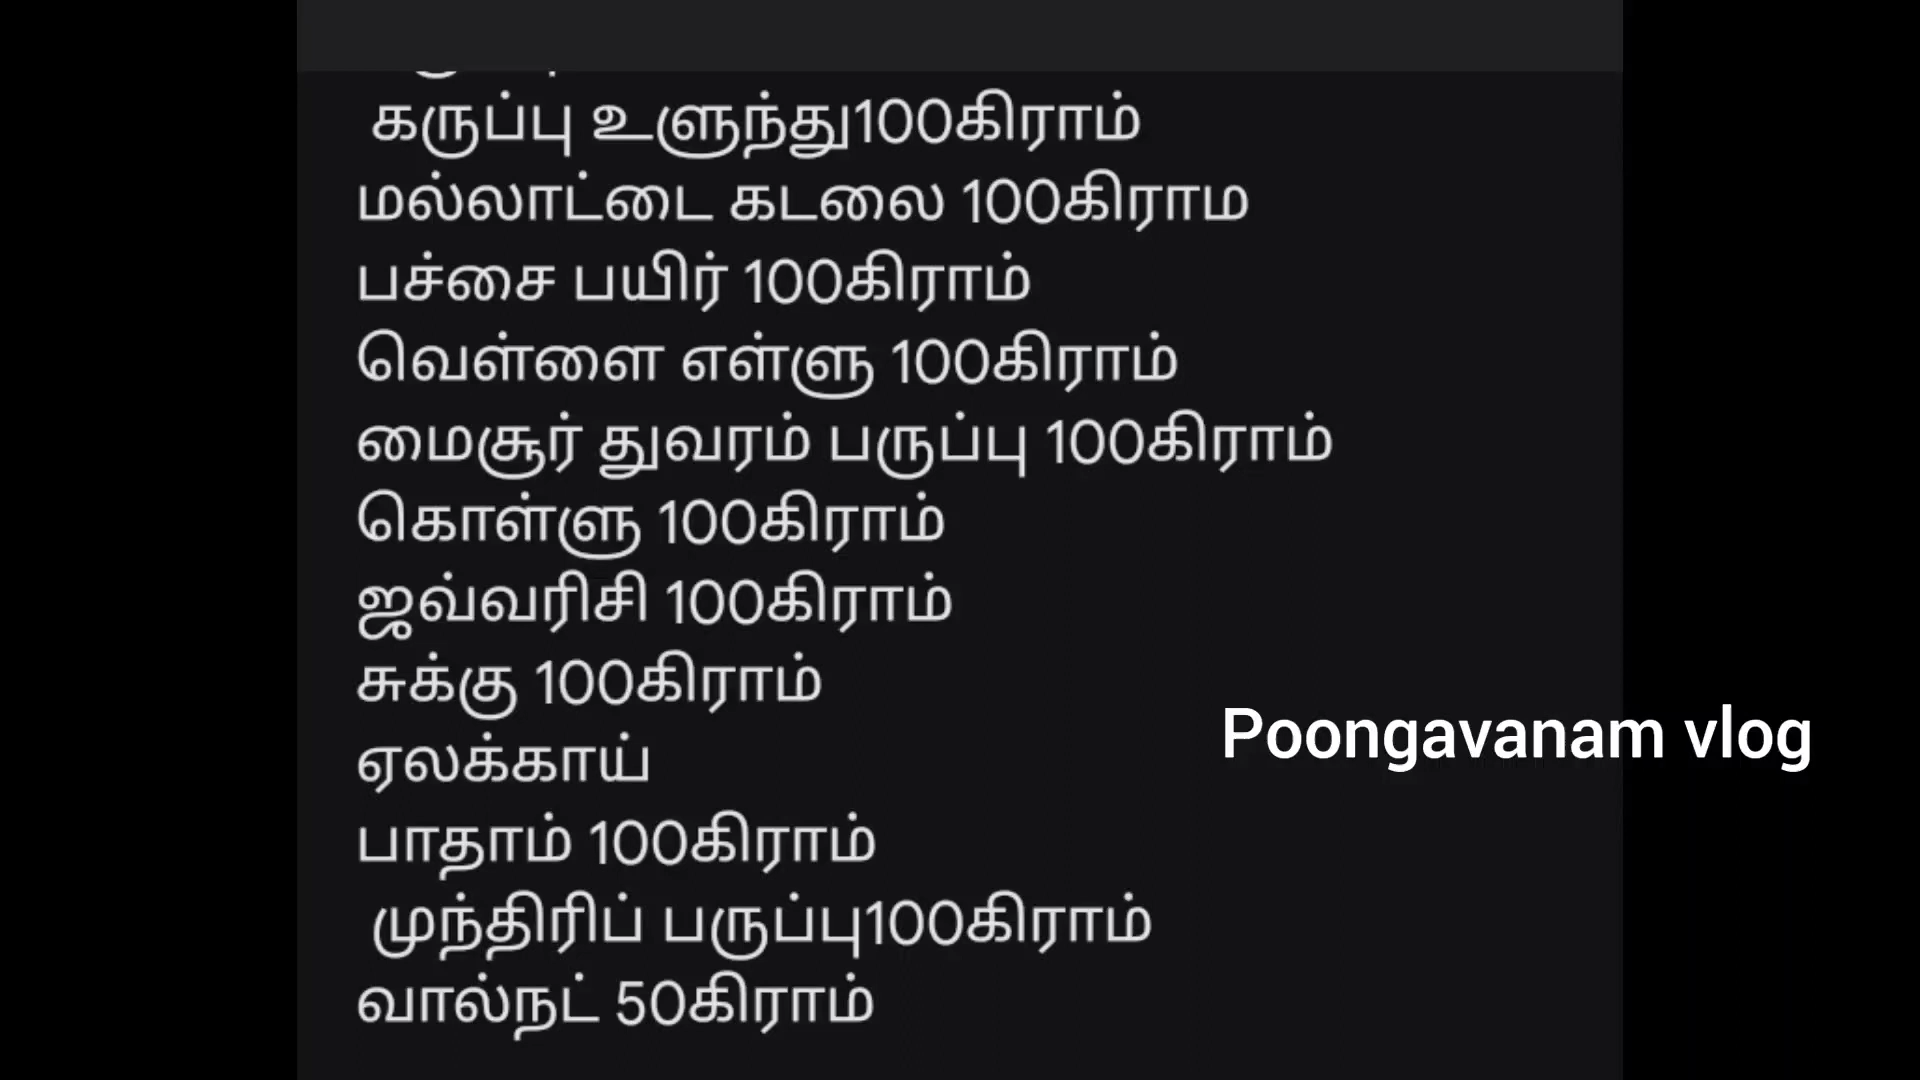 கருப்பு உளுந்து100கிராம்
மல்லாட்டை கடலை 100கிராம
பச்சை பயிர் 100கிராம்
வெள்ளை எள்ளு 100கிராம்
மைசூர் துவரம் பருப்பு 100கிராம்
கொள்ளு 100கிராம்
ஜவ்வரிசி 100கிராம்
சுக்கு 100கிராம்
Poongavanam vlog
ஏலக்காய்
பாதாம் 100கிராம்
முந்திரிப் பருப்பு100கிராம்
வால்நட் 50கிராம்